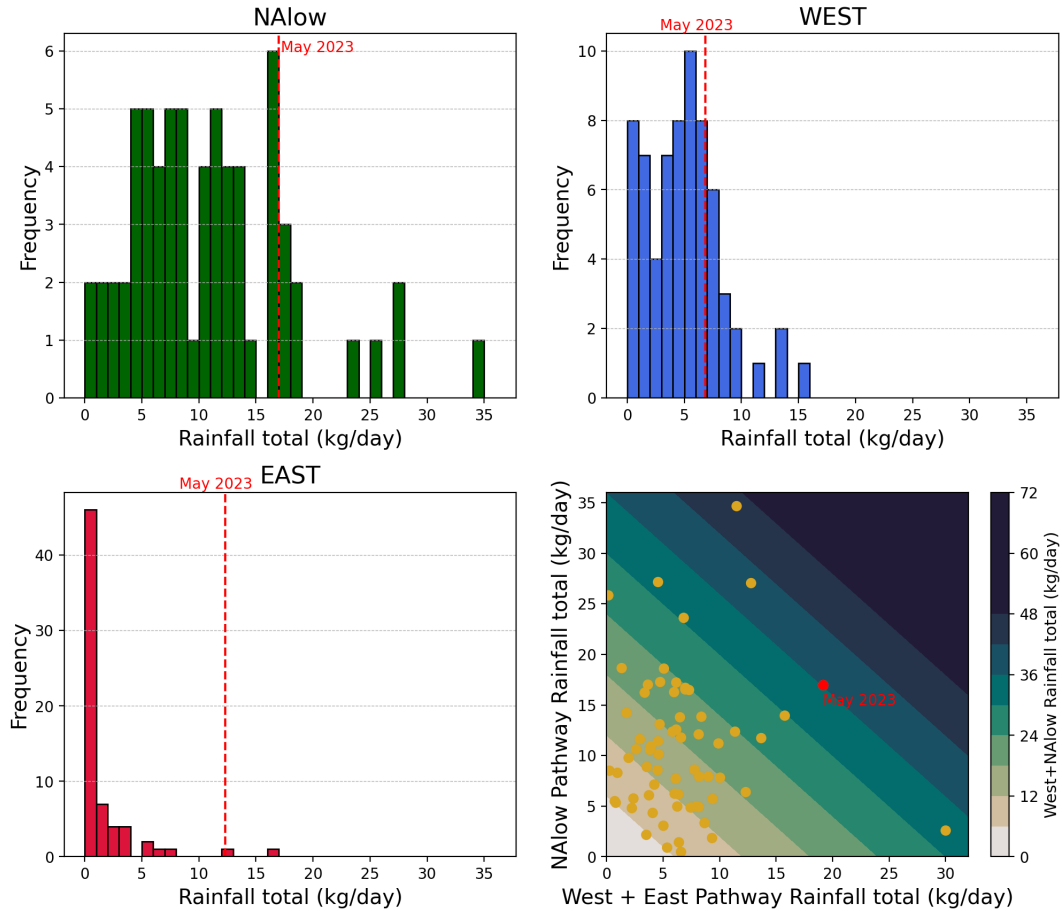 NAlow
May 2023
Frequency
6
5
4
3
2
1
0
0 5 10 15 20 25 30 35
Rainfall total (kg/day)
WEST
May 2023
Frequency
10
8
6
4
2
0
0 5 10 15 20 25 30 35
Rainfall total (kg/day)
EAST
May 2023
Frequency
40
30
20
10
0
0 5 10 15 20 25 30 35
Rainfall total (kg/day)
NAlow Pathway Rainfall total (kg/day)
35
30
25
20
15
10
5
0
May 2023
0 5 10 15 20 25 30
West + East Pathway Rainfall total (kg/day)
72
60
48
36
24
12
0
West+NAlow Rainfall total (kg/day)